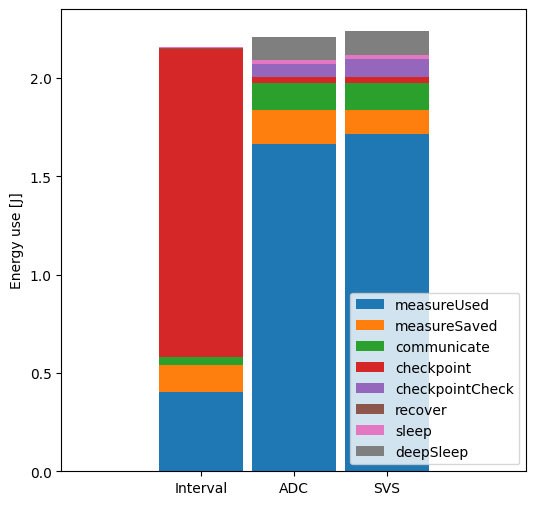 Energy use [J]
2.0
1.5
1.0
0.5
0.0
measureUsed
measureSaved
communicate
checkpoint
checkpointCheck
recover
sleep
deepSleep
Interval ADC SVS